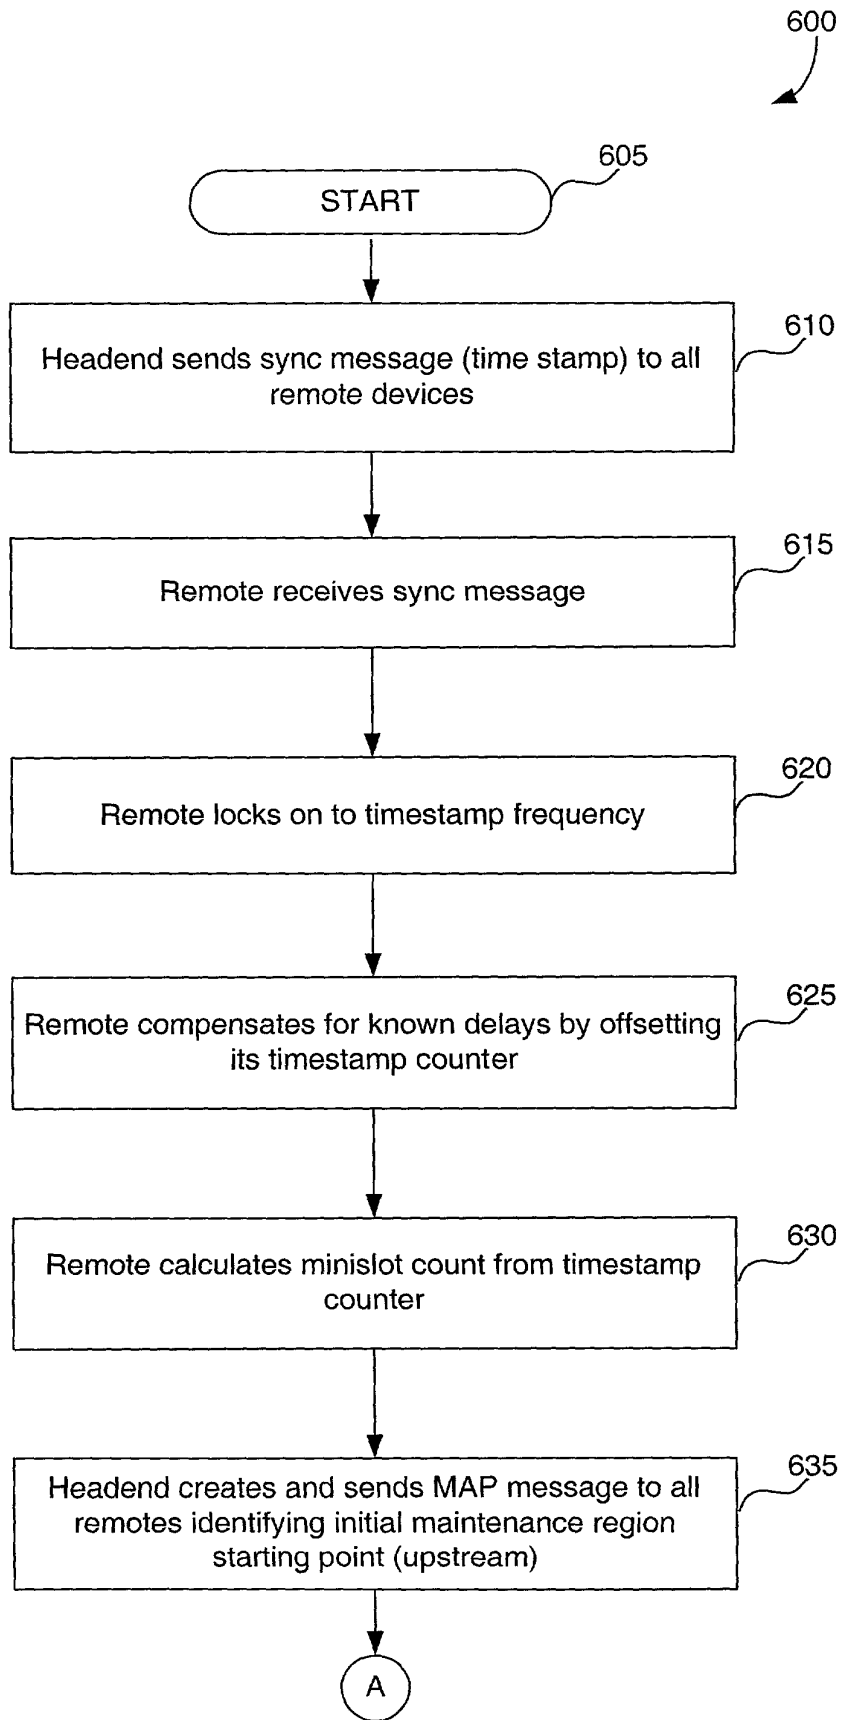 600
605
START
610
Headend sends sync message (time stamp) to all
remote devices
615
Remote receives sync message
620
Remote locks on to timestamp frequency
625
Remote compensates for known delays by offsetting
its timestamp counter
630
Remote calculates minislot count from timestamp
counter
635
Headend creates and sends MAP message to all
remotes identifying initial maintenance region
starting point (upstream)
A